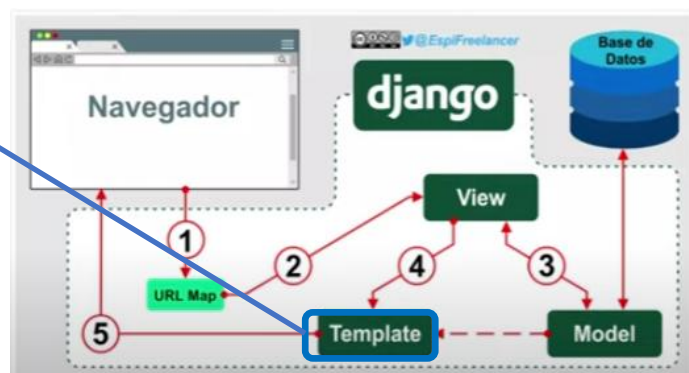 @EspiFreelancer
Base de
Datos
Navegador
django
View
1
2
4
3
URL Map
5
Template
Model